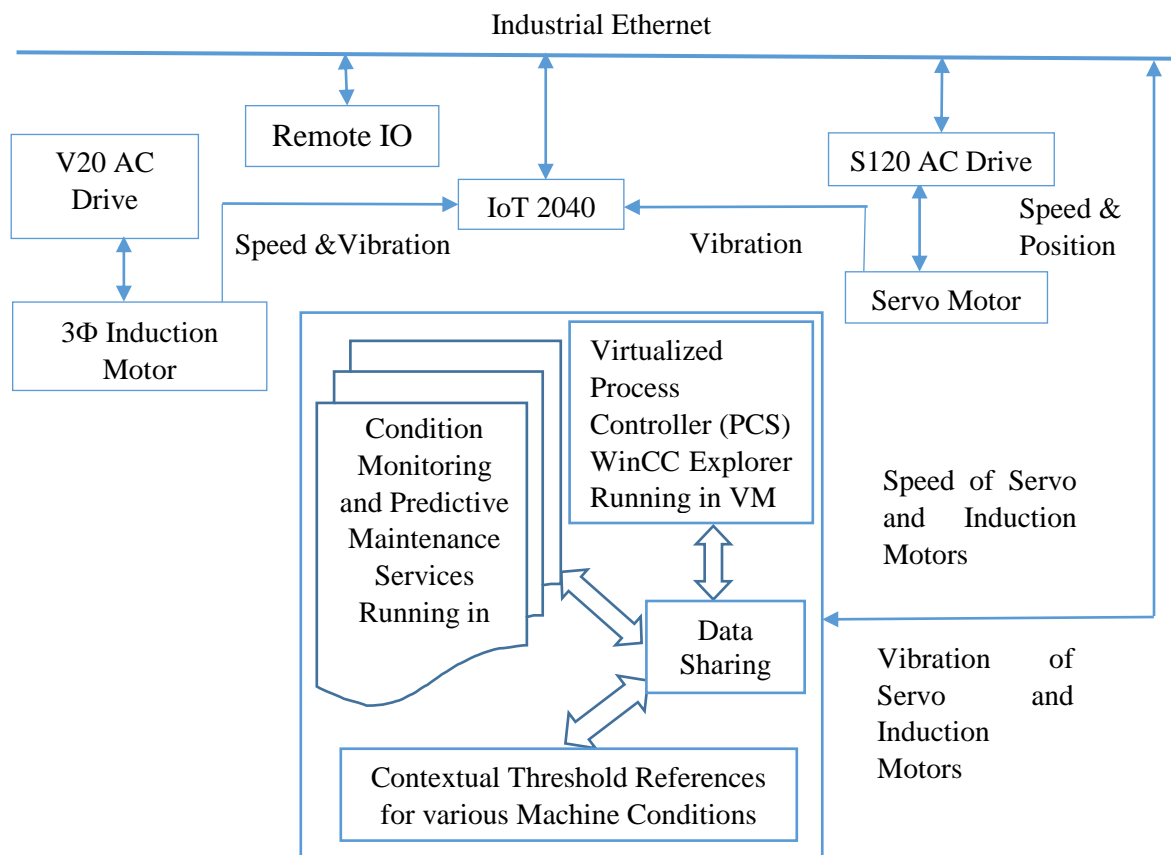 Industrial Ethernet
Remote IO
V20 AC
Drive
S120 AC Drive
IoT 2040
Speed &
Position
Speed &Vibration
Vibration
Servo Motor
3Φ Induction
Motor
Virtualized
Process
Controller (PCS)
WinCC Explorer
Running in VM
Condition
Monitoring
and Predictive
Maintenance
Services
Running in
Speed of Servo
and Induction
Motors
Data
Sharing
Vibration of
Servo and
Induction
Motors
Contextual Threshold References
for various Machine Conditions